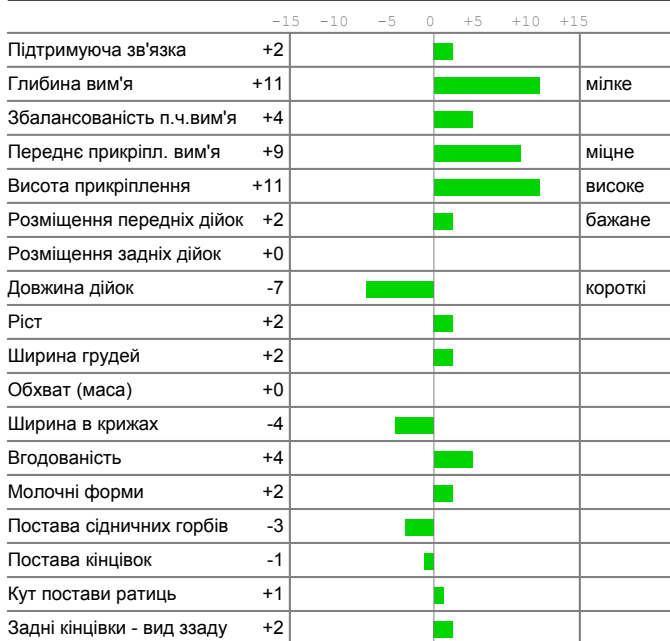 -15 -10 -5 0 +5 +10 +15
Підтримуюча зв'язка +2
Глибина вим'я +11 мілке
Збалансованість п.ч.вим'я +4
Переднє прикріпл. вим'я +9 міцне
Висота прикріплення +11 високе
Розміщення передніх дійок +2 бажане
Розміщення задніх дійок +0
Довжина дійок -7 короткі
Ріст +2
Ширина грудей +2
Обхват (маса) +0
Ширина в крижах -4
Вгодованість +4
Молочні форми +2
Постава сідничних горбів -3
Постава кінцівок -1
Кут постави ратиць +1
Задні кінцівки - вид ззаду +2